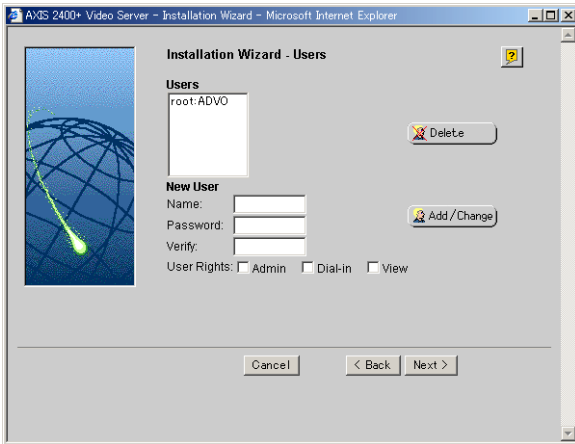 AXIS 2400+ Video Server - Installation Wizard - Microsoft Internet Explorer
Installation Wizard - Users
?
Users
root:ADVO
Delete
New User
Name:
Password:
Add/Change
Verify:
User Rights: Admin Dial-in View
Cancel < Back Next >